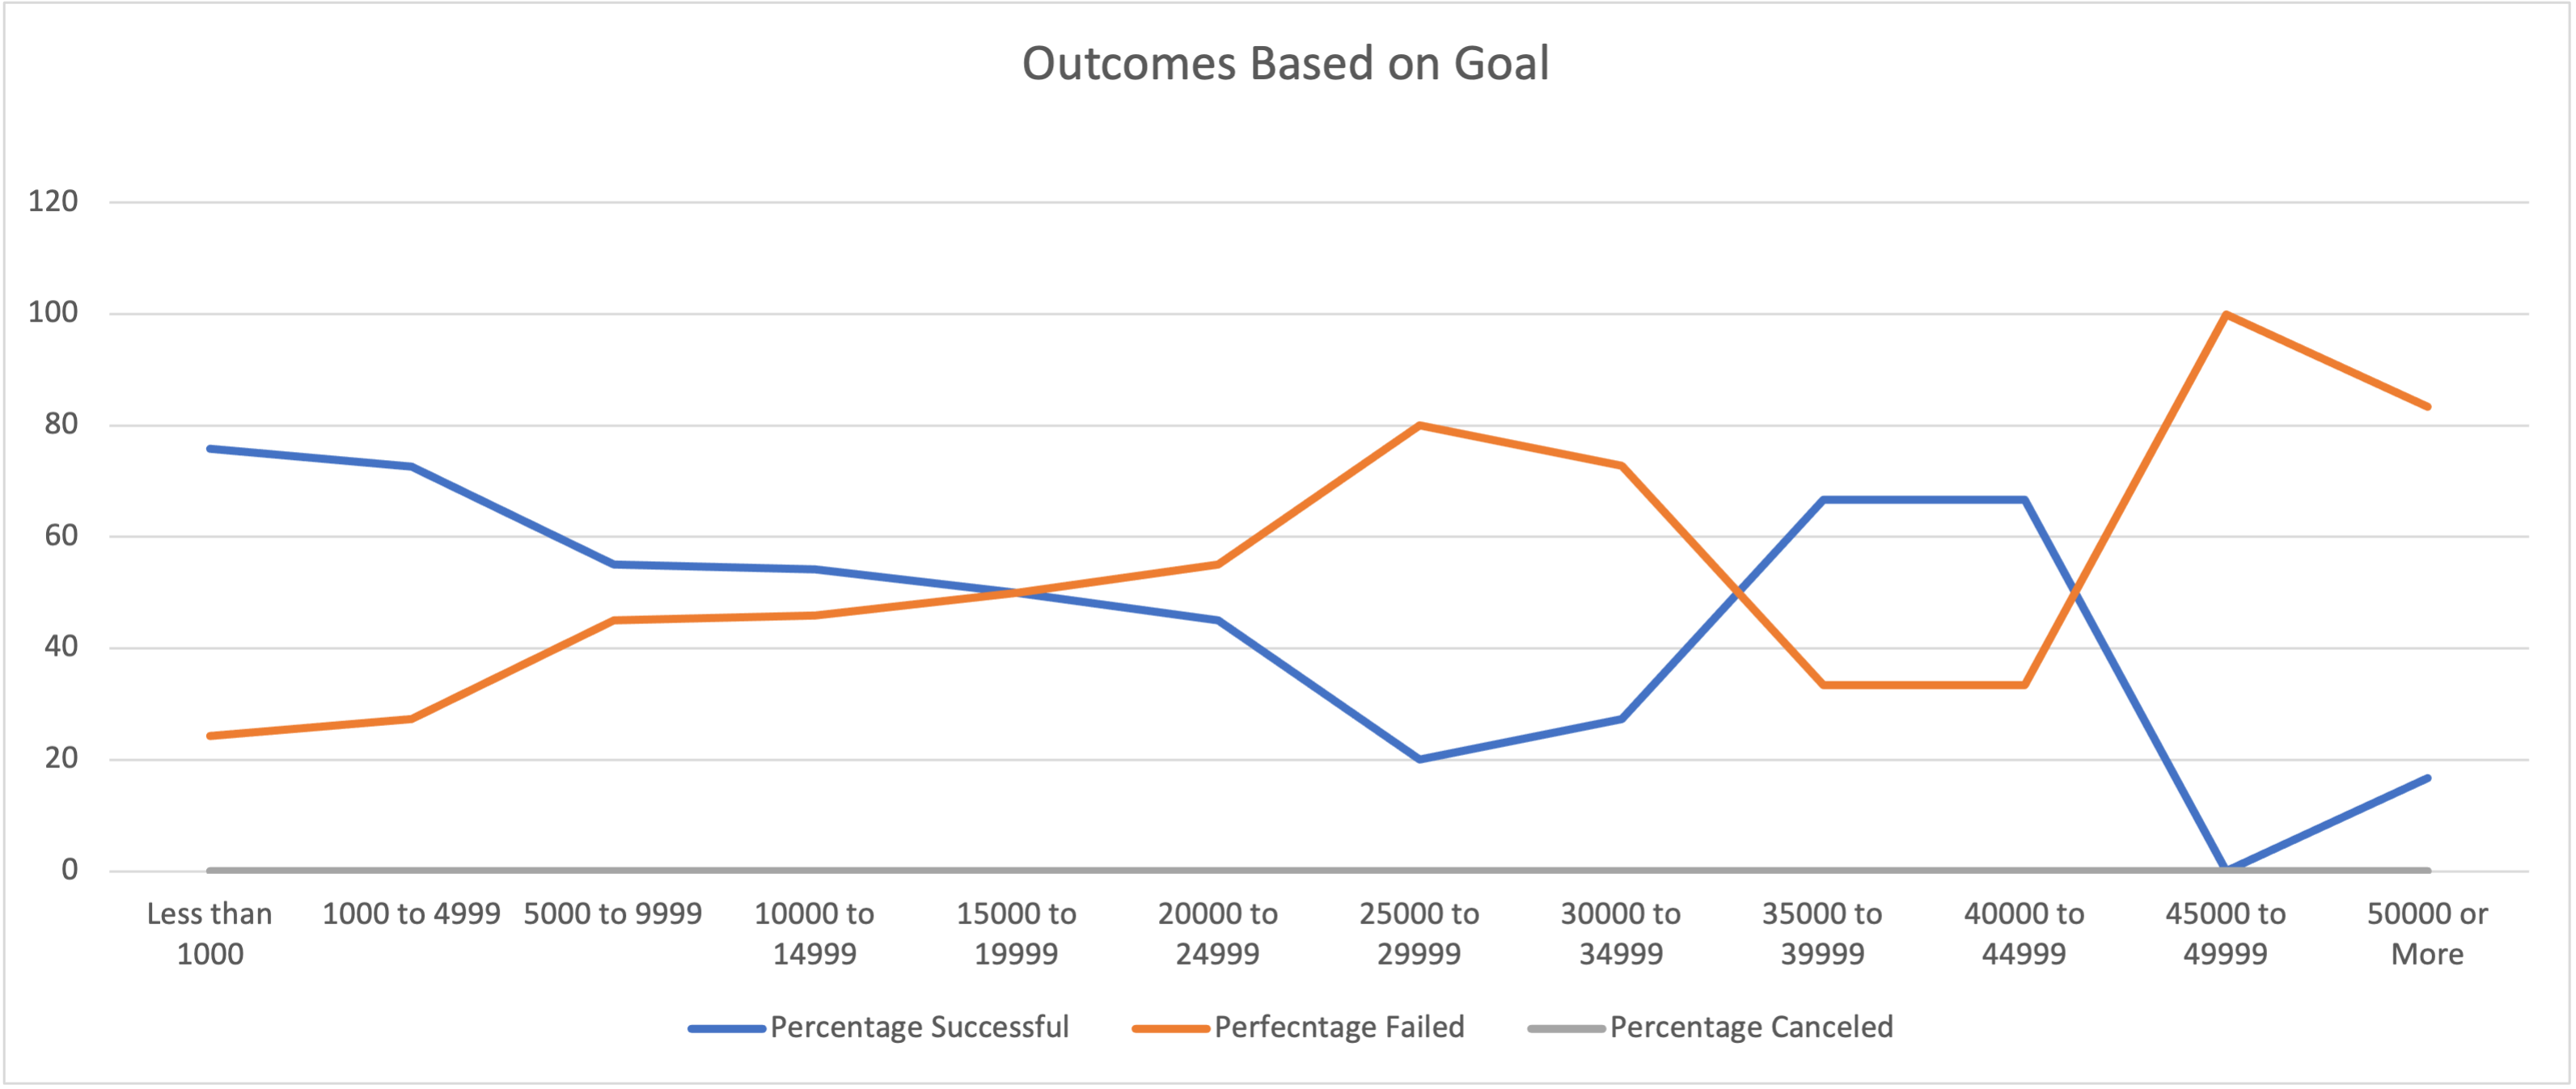 Outcomes Based on Goal
120
100
80
60
40
20
0
Less than
1000
1000 to 4999
5000 to 9999
10000 to
14999
15000 to
19999
20000 to
24999
25000 to
29999
30000 to
34999
35000 to
39999
40000 to
44999
45000 to
49999
50000 or
More
Percentage Successful
Perfecntage Failed
Percentage Canceled